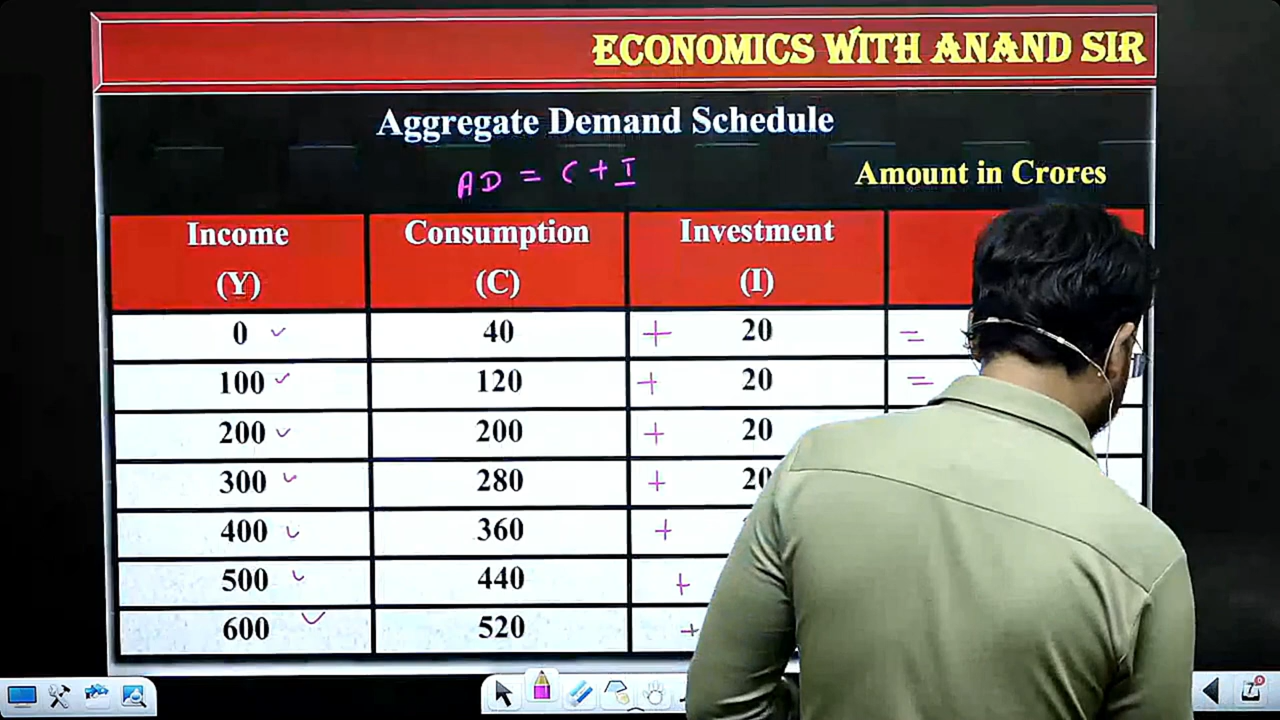 ECONOMICS WITH ANAND SIR
Aggregate Demand Schedule
AD = C + I
Amount in Crores
Income (Y) Consumption (C) Investment (I)
0 ✓ 40 + 20 =
100 ✓ 120 + 20 =
200 ✓ 200 + 20
300 ✓ 280 + 20
400 ✓ 360 +
500 ✓ 440 +
600 ✓ 520 +